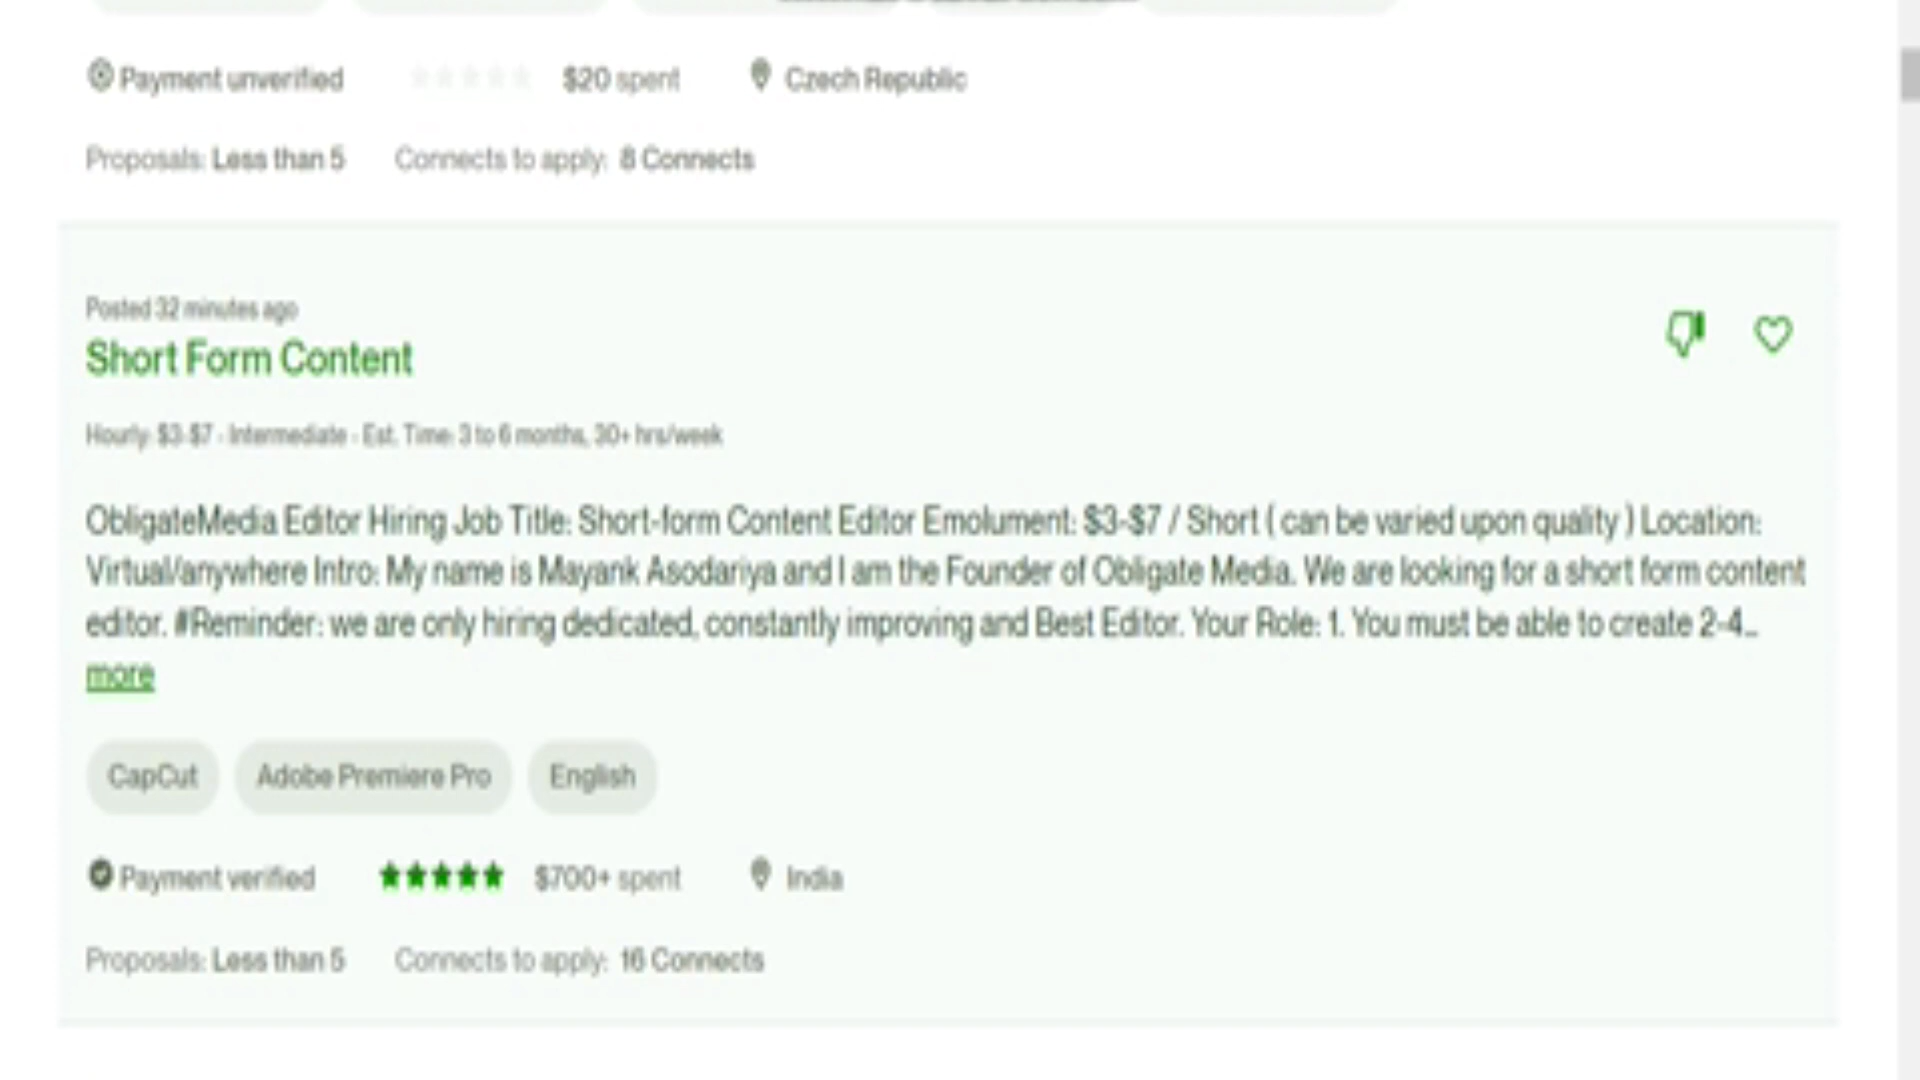 Payment unverified $20 spent Czech Republic
Proposals: Less than 5 Connects to apply: 8 Connects
Posted 32 minutes ago
Short Form Content
Hourly: $3-$7 - Intermediate - Est. Time: 3 to 6 months, 30+ hrs/week
ObligateMedia Editor Hiring Job Title: Short-form Content Editor Emolument: $3-$7 / Short ( can be varied upon quality ) Location:
Virtual/anywhere Intro: My name is Mayank Asodariya and I am the Founder of Obligate Media. We are looking for a short form content
editor. #Reminder: we are only hiring dedicated, constantly improving and Best Editor. Your Role: 1. You must be able to create 2-4...
more
CapCut Adobe Premiere Pro English
Payment verified $700+ spent India
Proposals: Less than 5 Connects to apply: 16 Connects